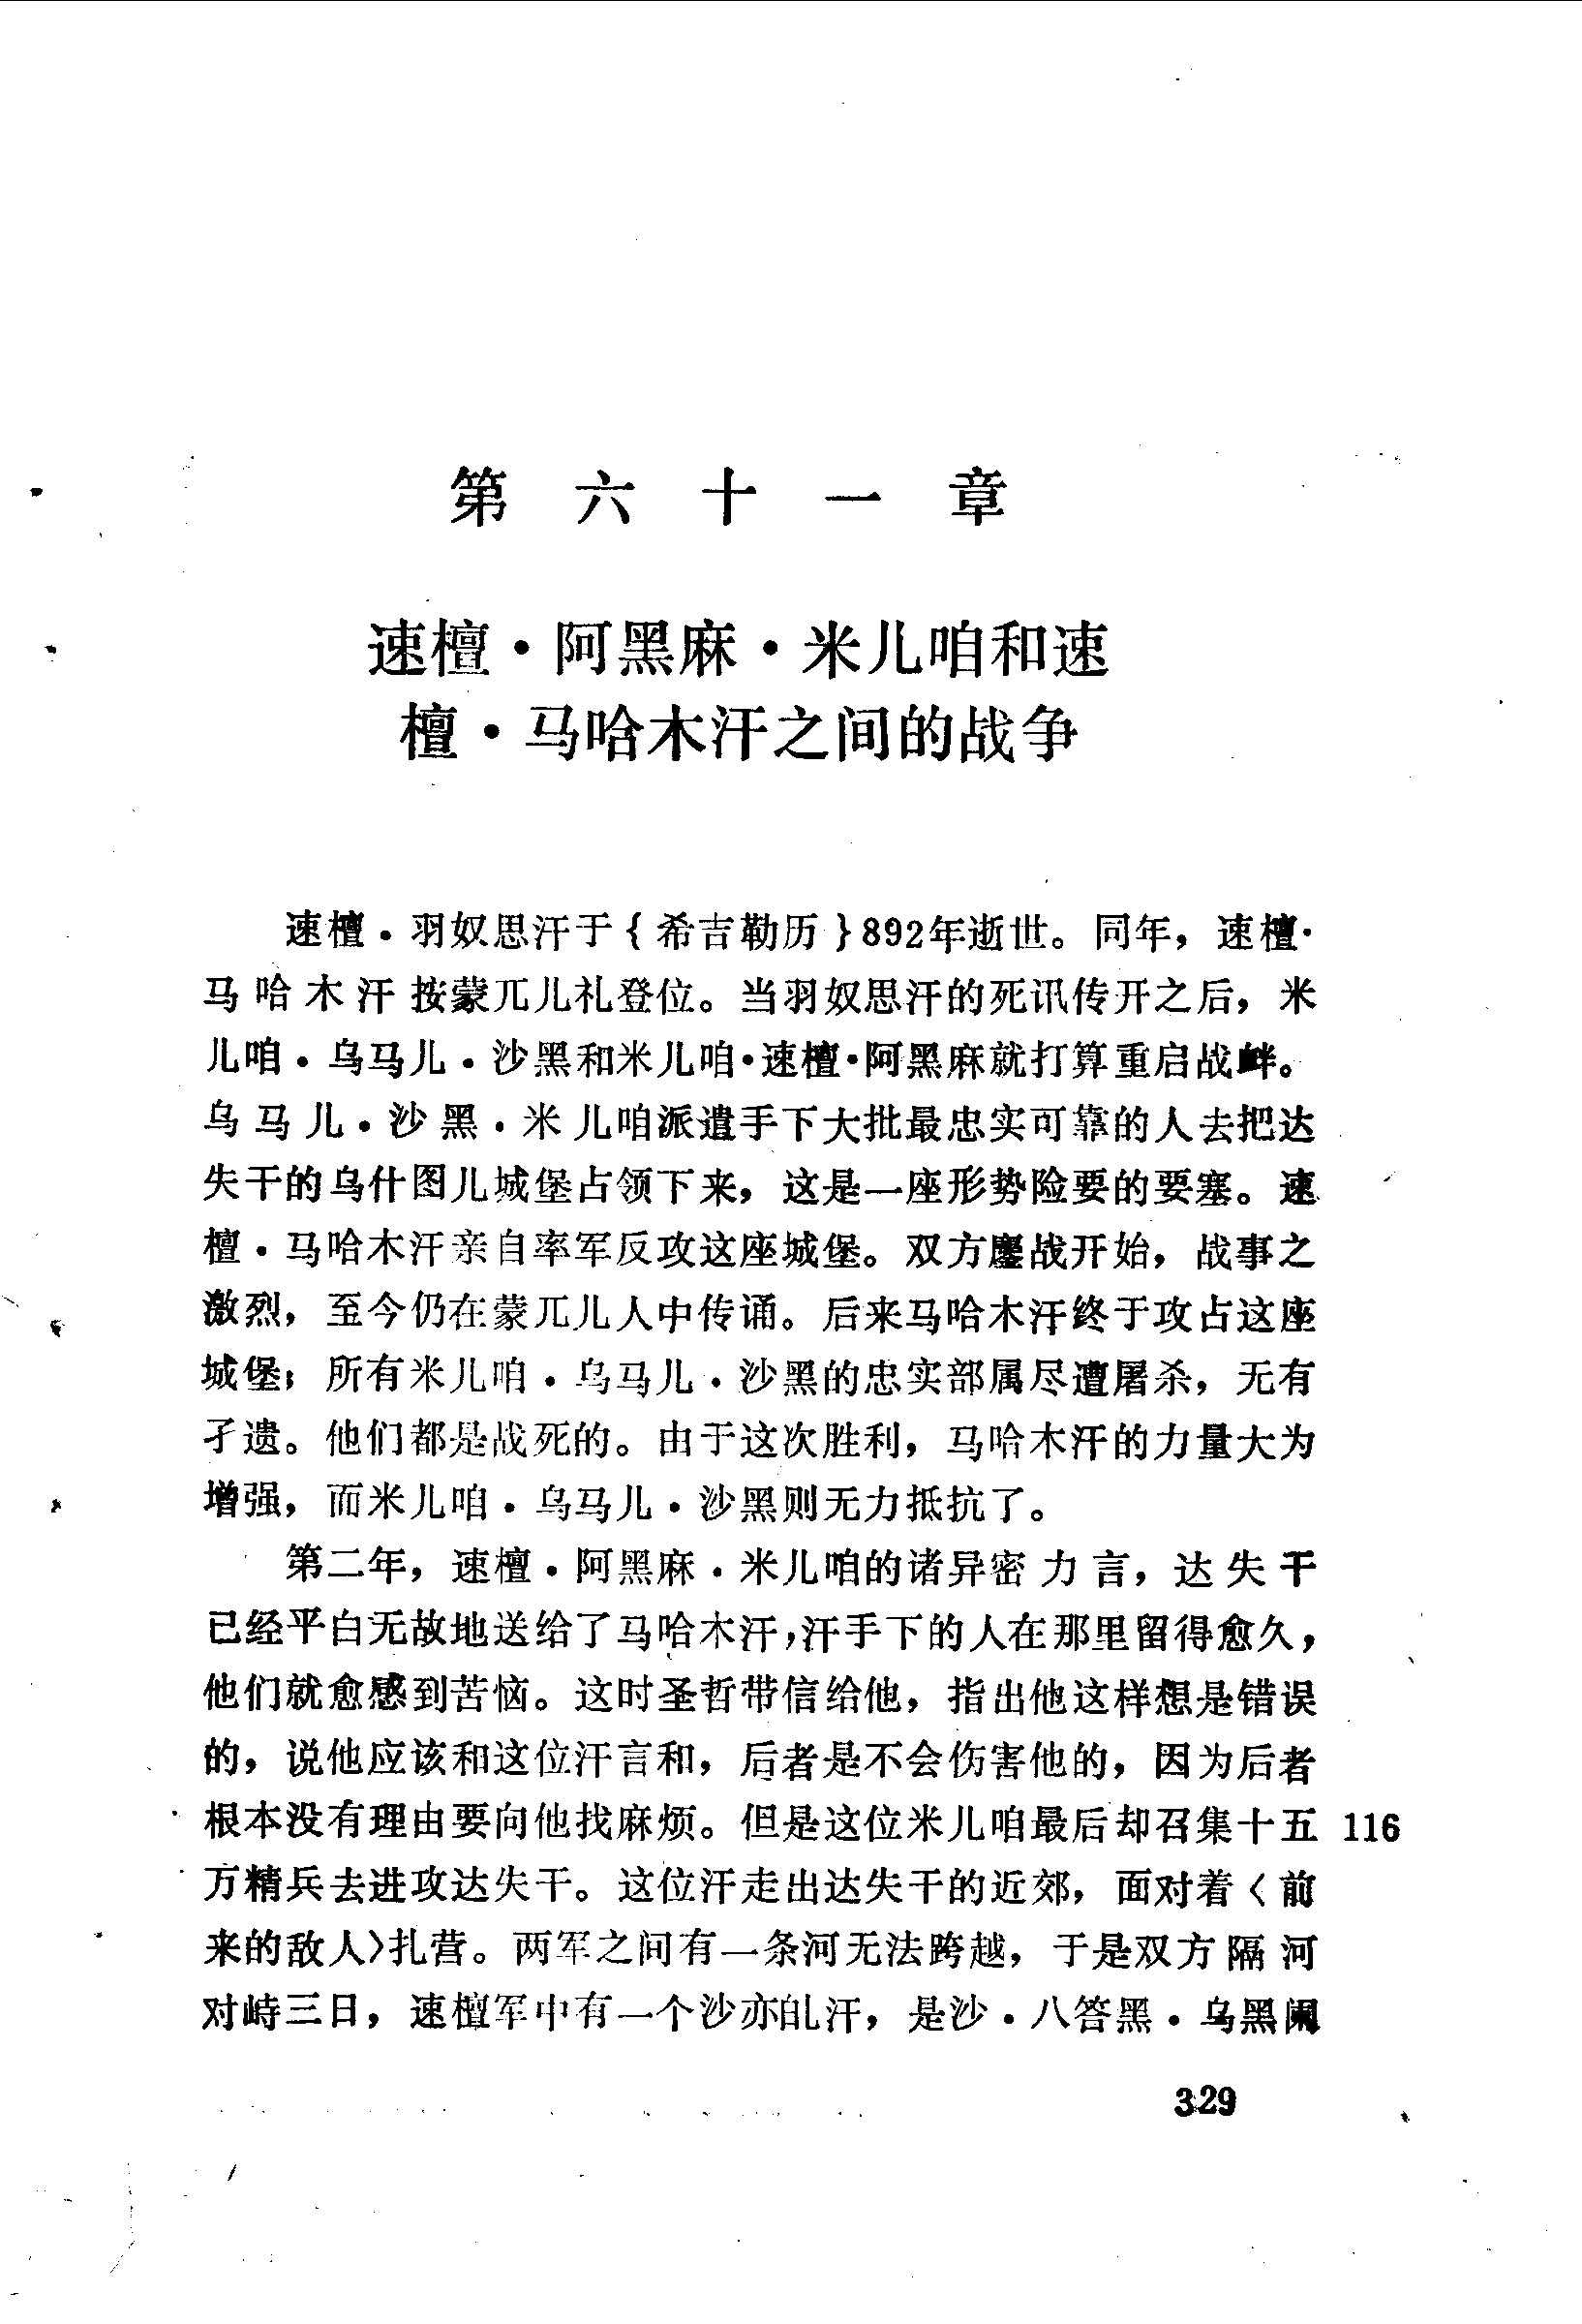 第六十一章
速檀·阿黑麻·米儿咱和速
檀·马哈木汗之间的战争
速檀·羽奴思汗于{希吉勒历}892年逝世。同年，速檀·
马哈木汗按蒙兀儿礼登位。当羽奴思汗的死讯传开之后，米
儿咱·乌马儿·沙黑和米儿咱·速檀·阿黑麻就打算重启战衅。
乌马儿·沙黑·米儿咱派遣手下大批最忠实可靠的人去把达
失干的乌什图儿城堡占领下来，这是一座形势险要的要塞。速
檀·马哈木汗亲自率军反攻这座城堡。双方鏖战开始，战事之
激烈，至今仍在蒙兀儿人中传诵。后来马哈木汗终于攻占这座
城堡；所有米儿咱·乌马儿·沙黑的忠实部属尽遭屠杀，无有
孑遗。他们都是战死的。由于这次胜利，马哈木汗的力量大为
增强，而米儿咱·乌马儿·沙黑则无力抵抗了。
第二年，速檀·阿黑麻·米儿咱的诸异密力言，达失干
已经平白无故地送给了马哈木汗，汗手下的人在那里留得愈久，
他们就愈感到苦恼。这时圣哲带信给他，指出他这样想是错误
的，说他应该和这位汗言和，后者是不会伤害他的，因为后者
根本没有理由要向他找麻烦。但是这位米儿咱最后却召集十五 116
万精兵去进攻达失干。这位汗走出达失干的近郊，面对着〈前
来的敌人〉扎营。两军之间有一条河无法跨越，于是双方隔河
对峙三日，速檀军中有一个沙亦癿汗，是沙·八答黑·乌黑阑
329